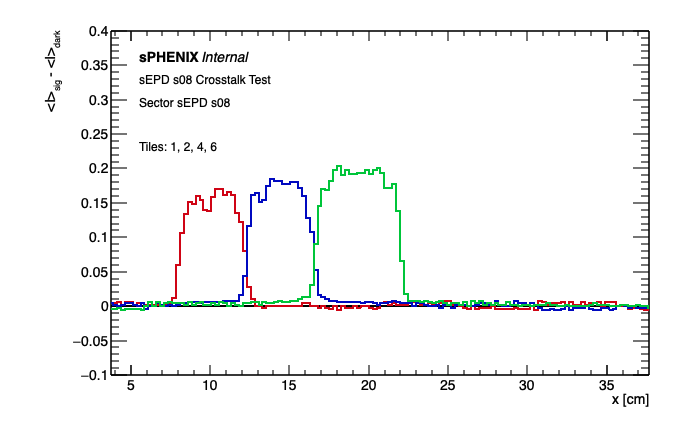 <I>sig - <I>dark
0.4
0.35
0.3
0.25
0.2
0.15
0.1
0.05
0
−0.05
−0.1
sPHENIX Internal
sEPD s08 Crosstalk Test
Sector sEPD s08
Tiles: 1, 2, 4, 6
5 10 15 20 25 30 35
x [cm]